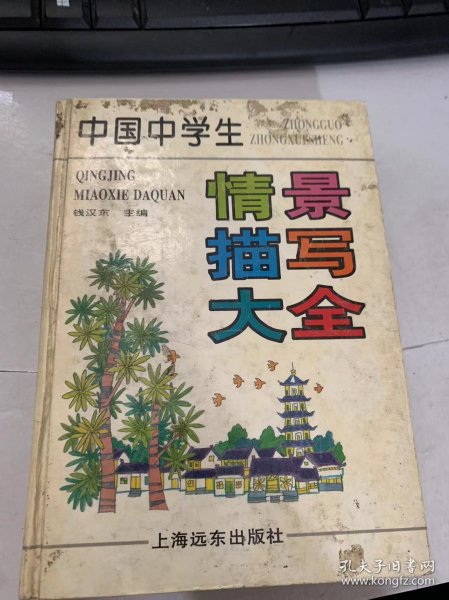 中国中学生
ZHONGGUO
ZHONGXUESHENG
QINGJING
MIAOXIE DAQUAN
钱汉东 主编
情景
描写
大全
上海远东出版社
孔夫子旧书网
www.kongfz.com